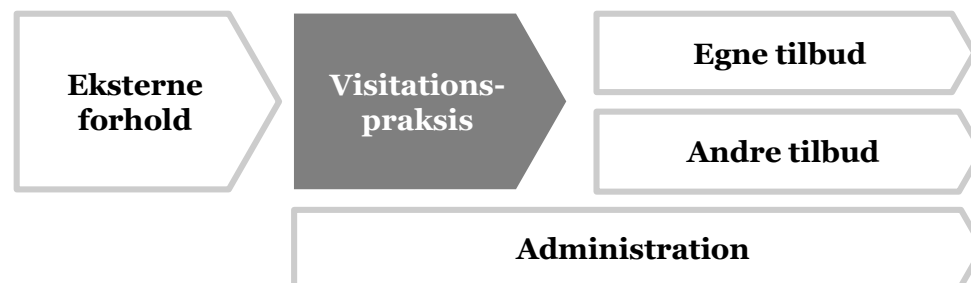 Eksterne
forhold
Visitations-
praksis
Egne tilbud
Andre tilbud
Administration